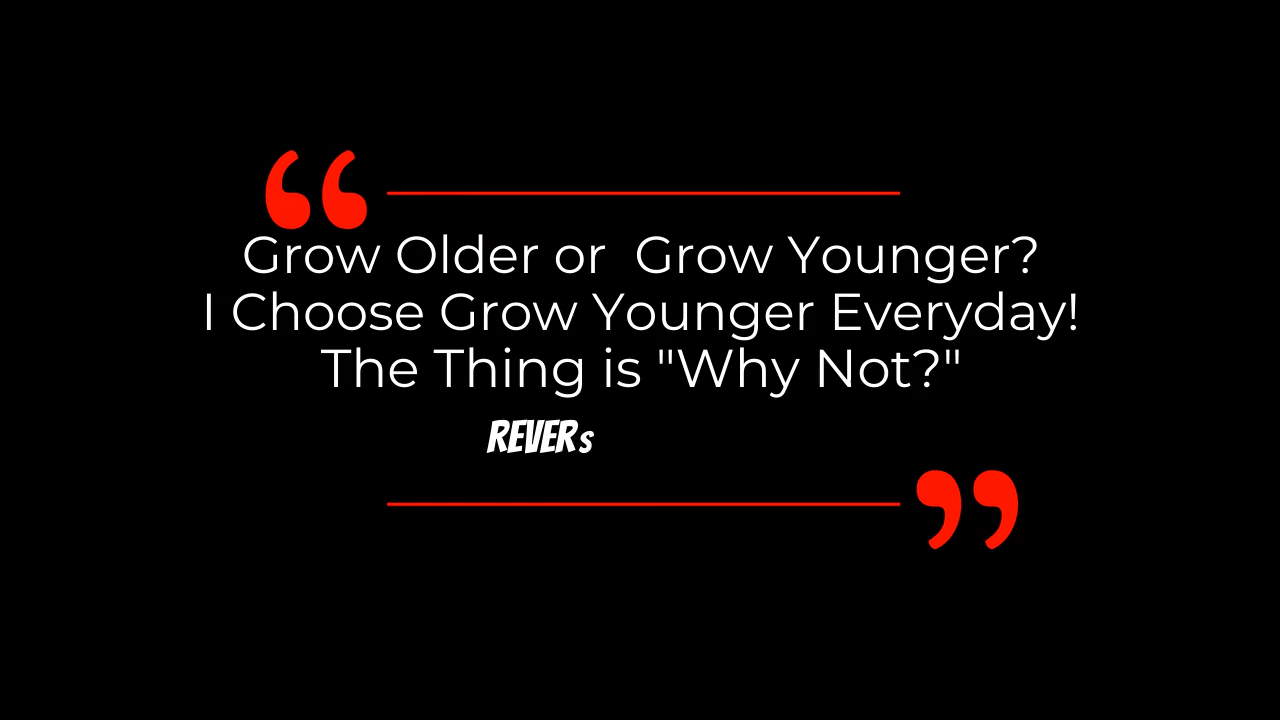 Grow Older or  Grow Younger?
I Choose Grow Younger Everyday!
The Thing is "Why Not?"
REVERs